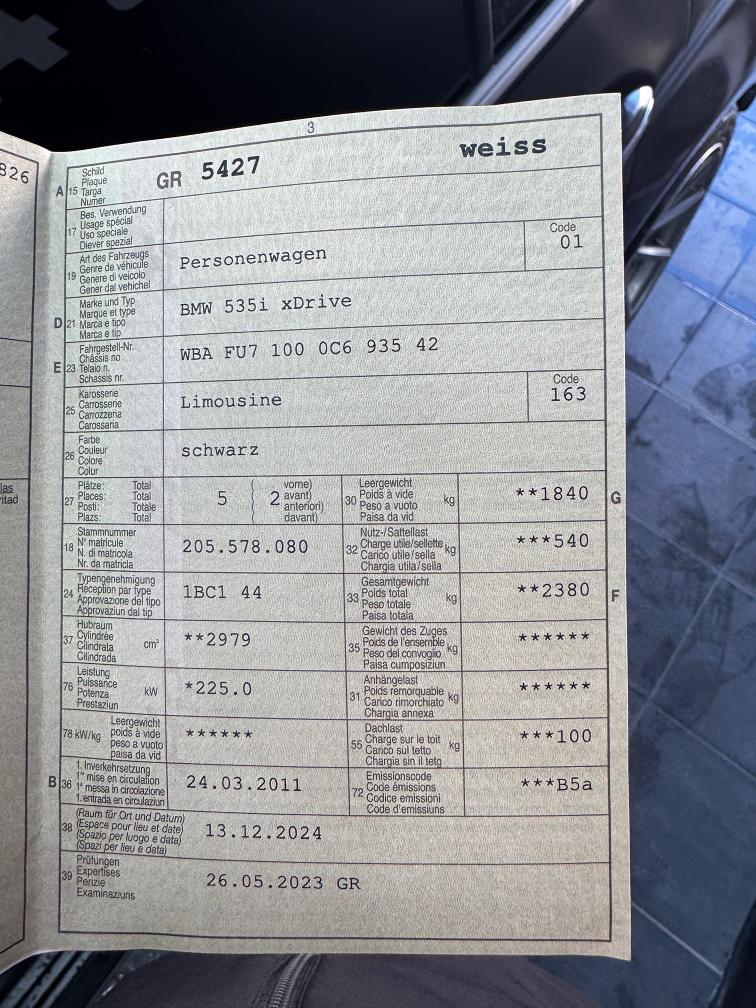 826
3
A 15 Schild
Plaque
Targa
Numer
GR 5427 weiss
17 Bes. Verwendung
Usage spécial
Uso speciale
Diever spezial
19 Art des Fahrzeugs
Genre de véhicule
Genere di veicolo
Gener dal vehichel
Personenwagen
Code
01
D 21 Marke und Typ
Marque et type
Marca e tipo
Marca e tip
BMW 535i xDrive
E 23 Fahrgestell-Nr.
Châssis no
Telaio n.
Schassis nr.
WBA FU7 100 0C6 935 42
25 Karosserie
Carrosserie
Carrozzeria
Carossaria
Limousine
Code
163
26 Farbe
Couleur
Colore
Colur
schwarz
las
ritad
27 Plätze: Total
Places: Total
Posti: Totale
Plazs: Total
5 ( 2 vorne)
avant)
anteriori)
davant)
30 Leergewicht
Poids à vide
Peso a vuoto
Paisa da vid
kg
**1840 G
18 Stammnummer
N° matricule
N. di matricola
Nr. da matricla
205.578.080
32 Nutz-/Sattellast
Charge utile/sellette
Carico utile/sella
Chargia utila/sella
kg
***540
24 Typengenehmigung
Réception par type
Approvazione del tipo
Approvaziun dal tip
1BC1 44
33 Gesamtgewicht
Poids total
Peso totale
Paisa totala
kg
**2380 F
37 Hubraum
Cylindrée
Cilindrata
Cilindrada
cm³
**2979
35 Gewicht des Zuges
Poids de l'ensemble
Peso del convoglio
Paisa cumposiziun
kg
******
76 Leistung
Puissance
Potenza
Prestaziun
kW
*225.0
31 Anhängelast
Poids remorquable
Carico rimorchiato
Chargia annexa
kg
******
78 kW/kg Leergewicht
poids à vide
peso a vuoto
paisa da vid
******
55 Dachlast
Charge sur le toit
Carico sul tetto
Chargia sin il tetg
kg
***100
B 36 1. Inverkehrsetzung
1re mise en circulation
1a messa in circolazione
1. entrada en circulaziun
24.03.2011
72 Emissionscode
Code émissions
Codice emissioni
Code d'emissiuns
***B5a
38 (Raum für Ort und Datum)
(Espace pour lieu et date)
(Spazio per luogo e data)
(Spazi per lieu e data)
13.12.2024
39 Prüfungen
Expertises
Perizie
Examinaziuns
26.05.2023 GR